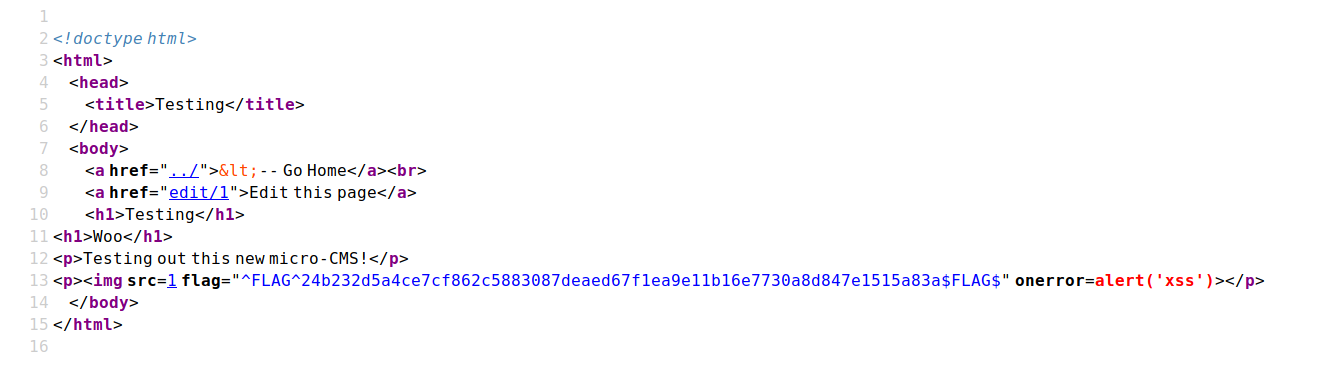 1
2 <!doctype html>
3 <html>
4 <head>
5 <title>Testing</title>
6 </head>
7 <body>
8 <a href="../">&lt;-- Go Home</a><br>
9 <a href="edit/1">Edit this page</a>
10 <h1>Testing</h1>
11 <h1>Woo</h1>
12 <p>Testing out this new micro-CMS!</p>
13 <p><img src=1 flag="^FLAG^24b232d5a4ce7cf862c5883087deaed67f1ea9e11b16e7730a8d847e1515a83a$FLAG$" onerror=alert('xss')></p>
14 </body>
15 </html>
16